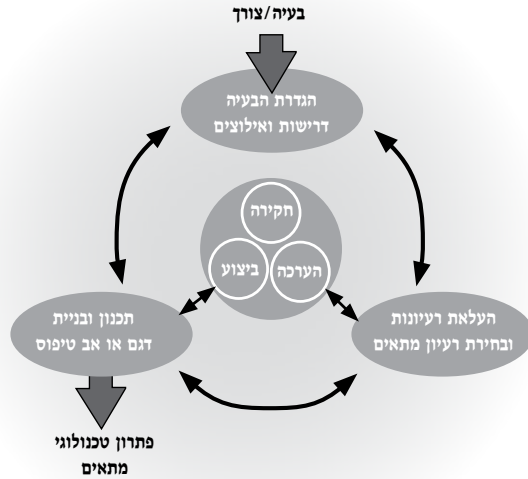 בעיה/צורך
הגדרת הבעיה
דרישות ואילוצים
חקירה
הערכה
ביצוע
העלאת רעיונות
ובחירת רעיון מתאים
תכנון ובניית
דגם או אב טיפוס
פתרון טכנולוגי
מתאים